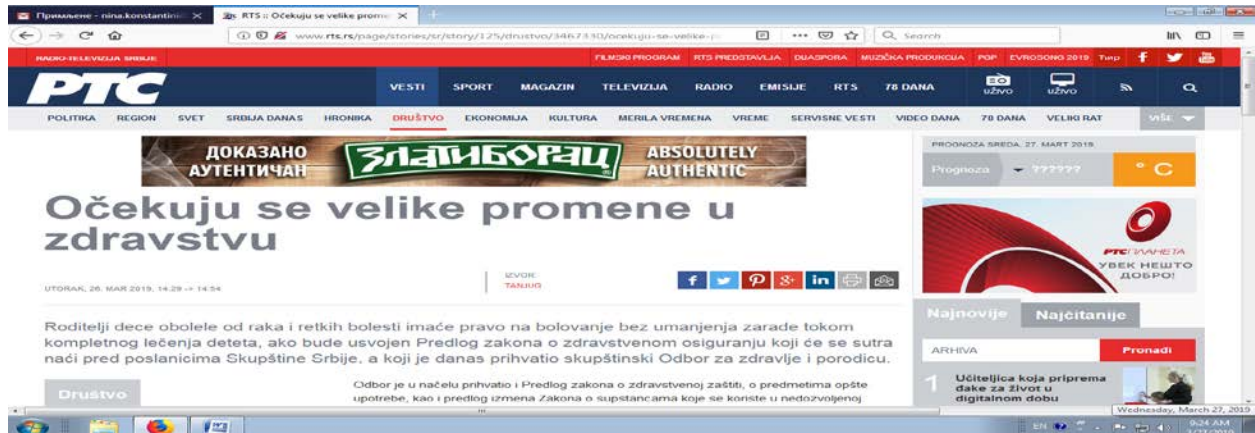 Примљене - nina.konstantini
RTS :: Očekuju se velike prome
www.rts.rs/page/stories/sr/story/125/drustvo/3467330/ocekuju-se-velike-p
Search
RADIO-TELEVIZIJA SRBIJE
FILMSKI PROGRAM RTS PREDSTAVLJA DIJASPORA MUZIČKA PRODUKCIJA PGP EVROSONG 2019 Ћир
РТС
VESTI SPORT MAGAZIN TELEVIZIJA RADIO EMISIJE RTS 78 DANA UŽIVO UŽIVO
POLITIKA REGION SVET SRBIJA DANAS HRONIKA DRUŠTVO EKONOMIJA KULTURA MERILA VREMENA VREME SERVISNE VESTI VIDEO DANA 78 DANA VELIKI RAT VIŠE
ДОКАЗАНО АУТЕНТИЧАН
ЗЛАТИБОРАЦ
ABSOLUTELY AUTHENTIC
PROGNOZA SREDA, 27. MART 2019.
Prognoza ?????? ° C
Očekuju se velike promene u
zdravstvu
UTORAK, 26. MAR 2019, 14:29 -> 14:54
IZVOR:
TANJUG
РТС ПЛАНЕТА
УВЕК НЕШТО
ДОБРО!
Roditelji dece obolele od raka i retkih bolesti imaće pravo na bolovanje bez umanjenja zarade tokom
kompletnog lečenja deteta, ako bude usvojen Predlog zakona o zdravstvenom osiguranju koji će se sutra
naći pred poslanicima Skupštine Srbije, a koji je danas prihvatio skupštinski Odbor za zdravlje i porodicu.
Društvo
Odbor je u načelu prihvatio i Predlog zakona o zdravstvenoj zaštiti, o predmetima opšte
upotrebe, kao i predlog izmena Zakona o supstancama koje se koriste u nedozvoljenoj
Najnovije Najčitanije
ARHIVA Pronađi
1 Učiteljica koja priprema
đake za život u
digitalnom dobu
Wednesday, March 27, 2019
EN 9:24 AM
3/27/2019